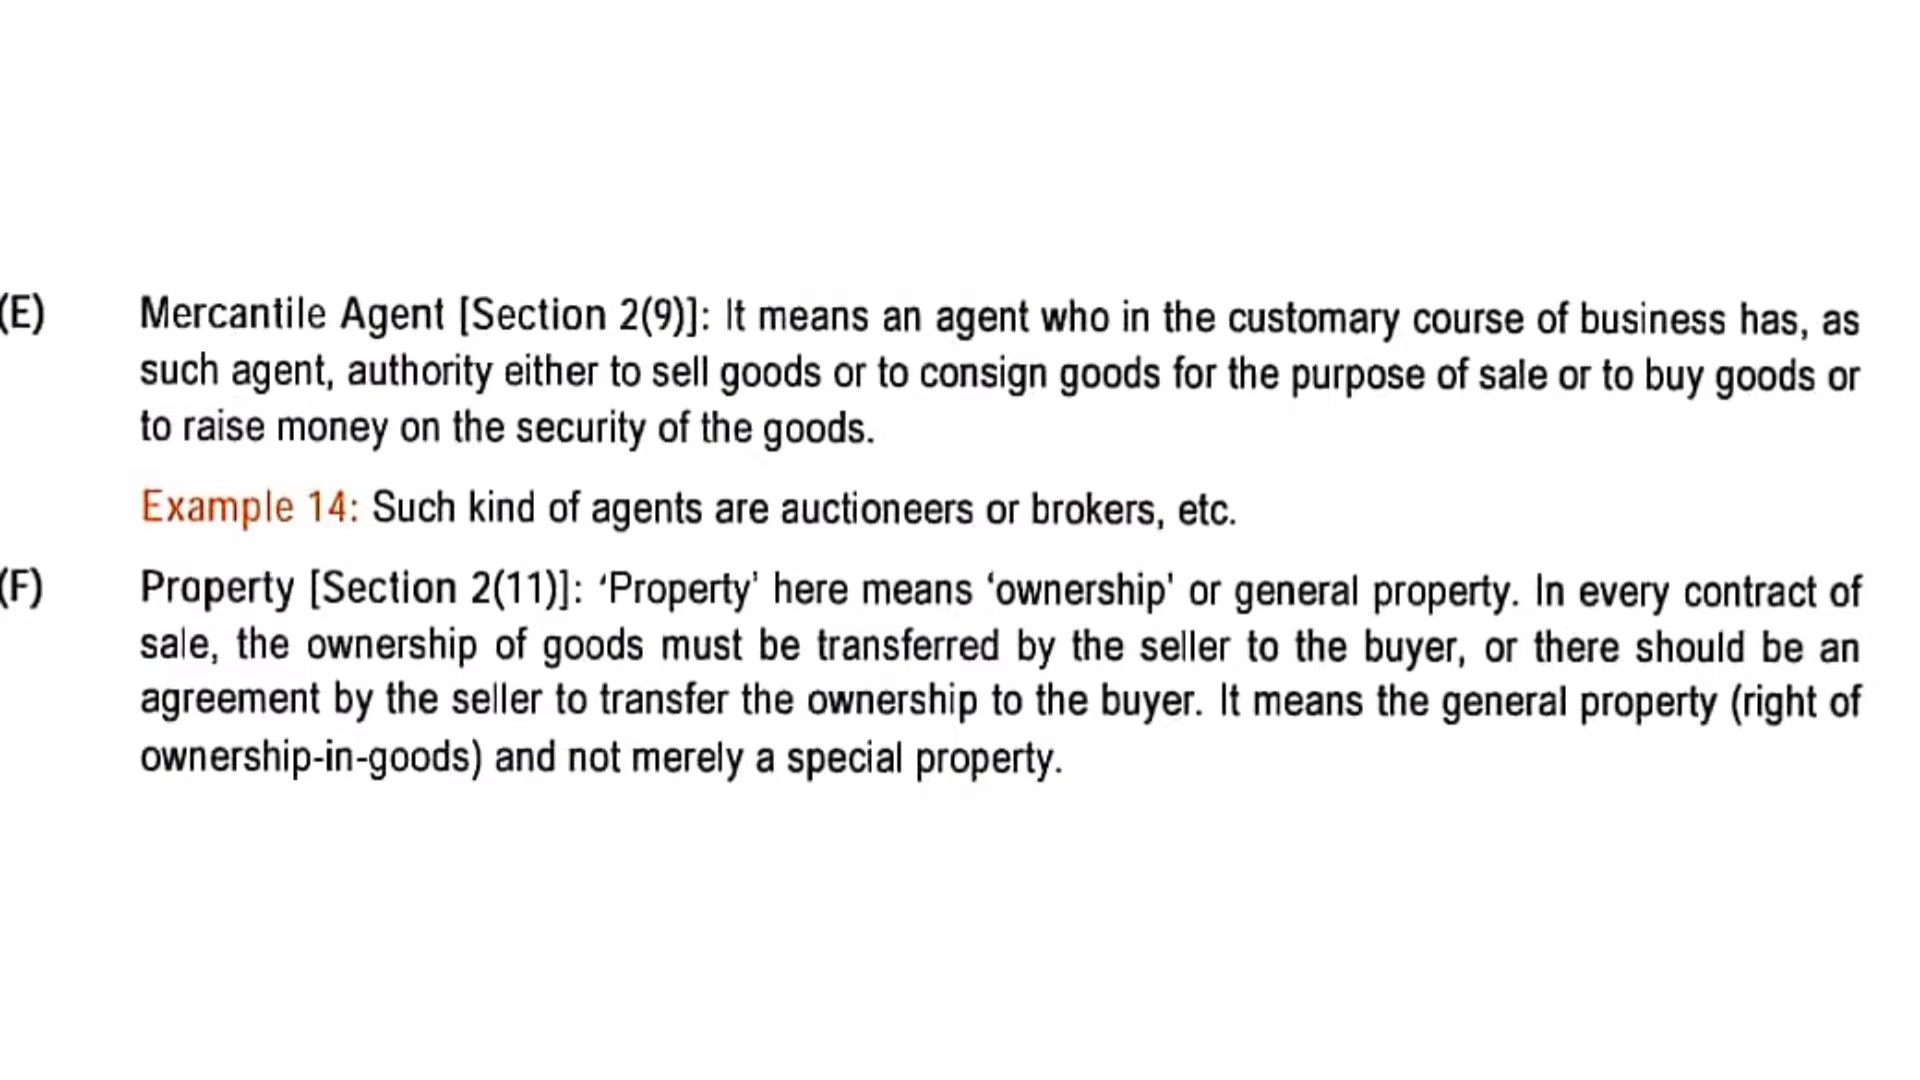 (E) Mercantile Agent [Section 2(9)]: It means an agent who in the customary course of business has, as
such agent, authority either to sell goods or to consign goods for the purpose of sale or to buy goods or
to raise money on the security of the goods.
Example 14: Such kind of agents are auctioneers or brokers, etc.
(F) Property [Section 2(11)]: ‘Property’ here means ‘ownership' or general property. In every contract of
sale, the ownership of goods must be transferred by the seller to the buyer, or there should be an
agreement by the seller to transfer the ownership to the buyer. It means the general property (right of
ownership-in-goods) and not merely a special property.